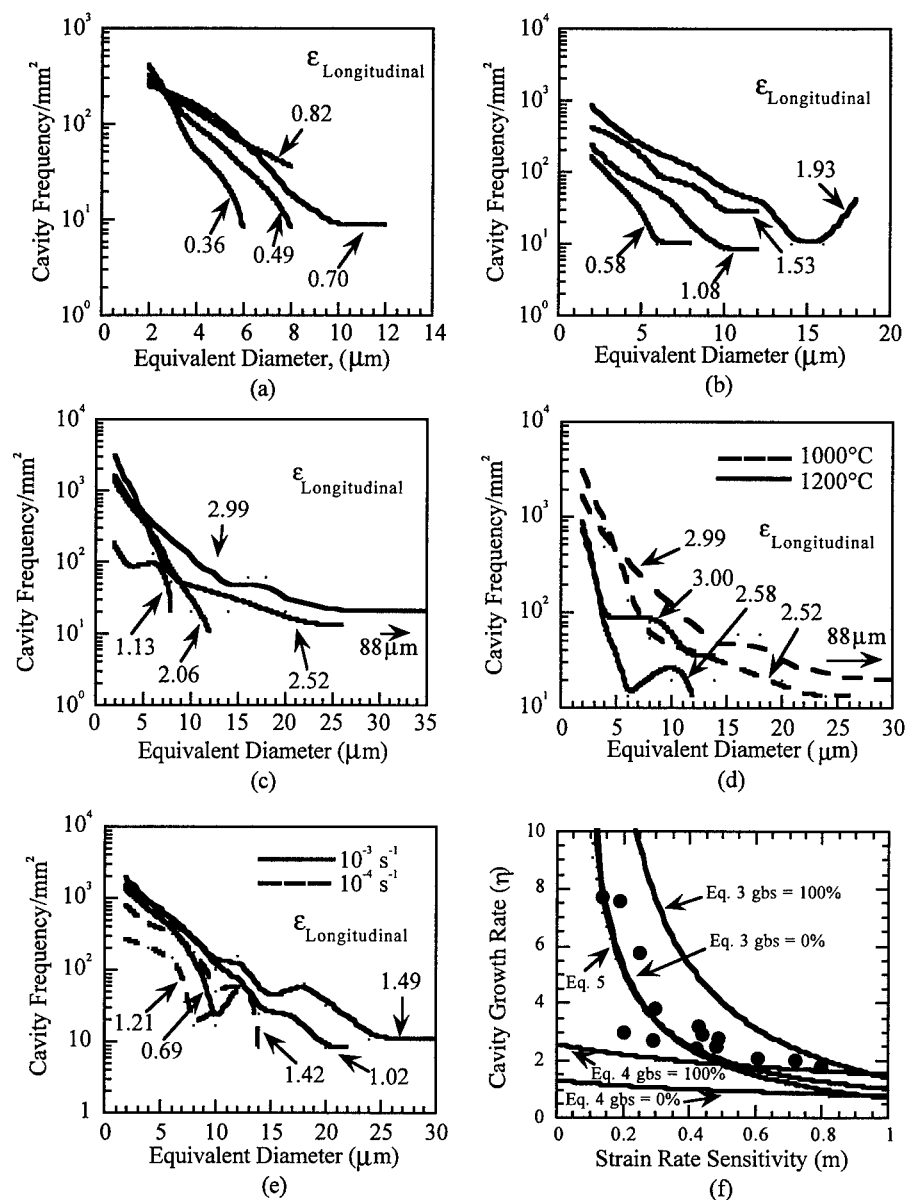 10³
10²
10¹
10⁰
Cavity Frequency/mm²
ε Longitudinal
0.82
0.36
0.49
0.70
0 2 4 6 8 10 12 14
Equivalent Diameter, (μm)
(a)
10⁴
10³
10²
10¹
10⁰
Cavity Frequency/mm²
ε Longitudinal
1.93
0.58
1.08
1.53
0 5 10 15 20
Equivalent Diameter (μm)
(b)
10⁴
10³
10²
10¹
10⁰
Cavity Frequency/mm²
ε Longitudinal
2.99
1.13
2.06
2.52
88μm
0 5 10 15 20 25 30 35
Equivalent Diameter (μm)
(c)
10⁴
10³
10²
10¹
Cavity Frequency/mm²
1000°C
1200°C
ε Longitudinal
2.99
3.00
2.58
2.52
88μm
0 5 10 15 20 25 30
Equivalent Diameter (μm)
(d)
10⁴
10³
10²
10
1
Cavity Frequency/mm²
10⁻³ s⁻¹
10⁻⁴ s⁻¹
ε Longitudinal
1.49
1.21
0.69
1.42
1.02
0 5 10 15 20 25 30
Equivalent Diameter (μm)
(e)
10
8
6
4
2
0
Cavity Growth Rate (η)
Eq. 3 gbs = 100%
Eq. 3 gbs = 0%
Eq. 5
Eq. 4 gbs = 100%
Eq. 4 gbs = 0%
0 0.2 0.4 0.6 0.8 1
Strain Rate Sensitivity (m)
(f)